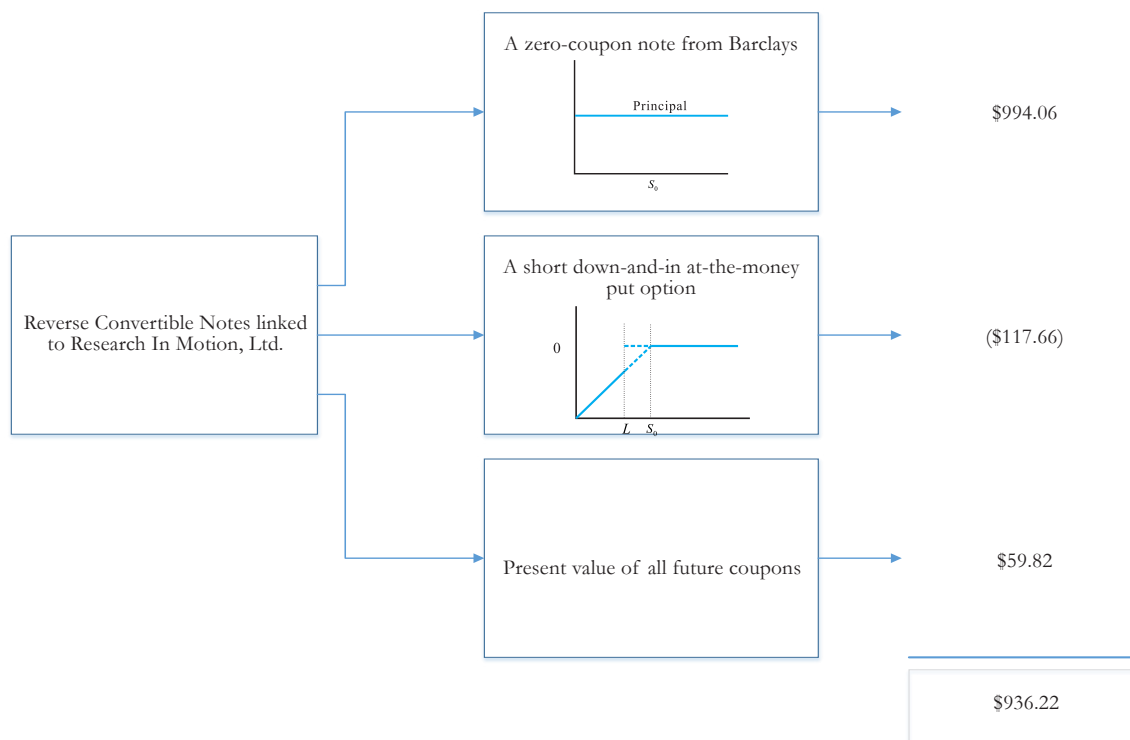 A zero-coupon note from Barclays
Principal
S₀
$994.06
Reverse Convertible Notes linked
to Research In Motion, Ltd.
A short down-and-in at-the-money
put option
0
L S₀
($117.66)
Present value of all future coupons
$59.82
$936.22